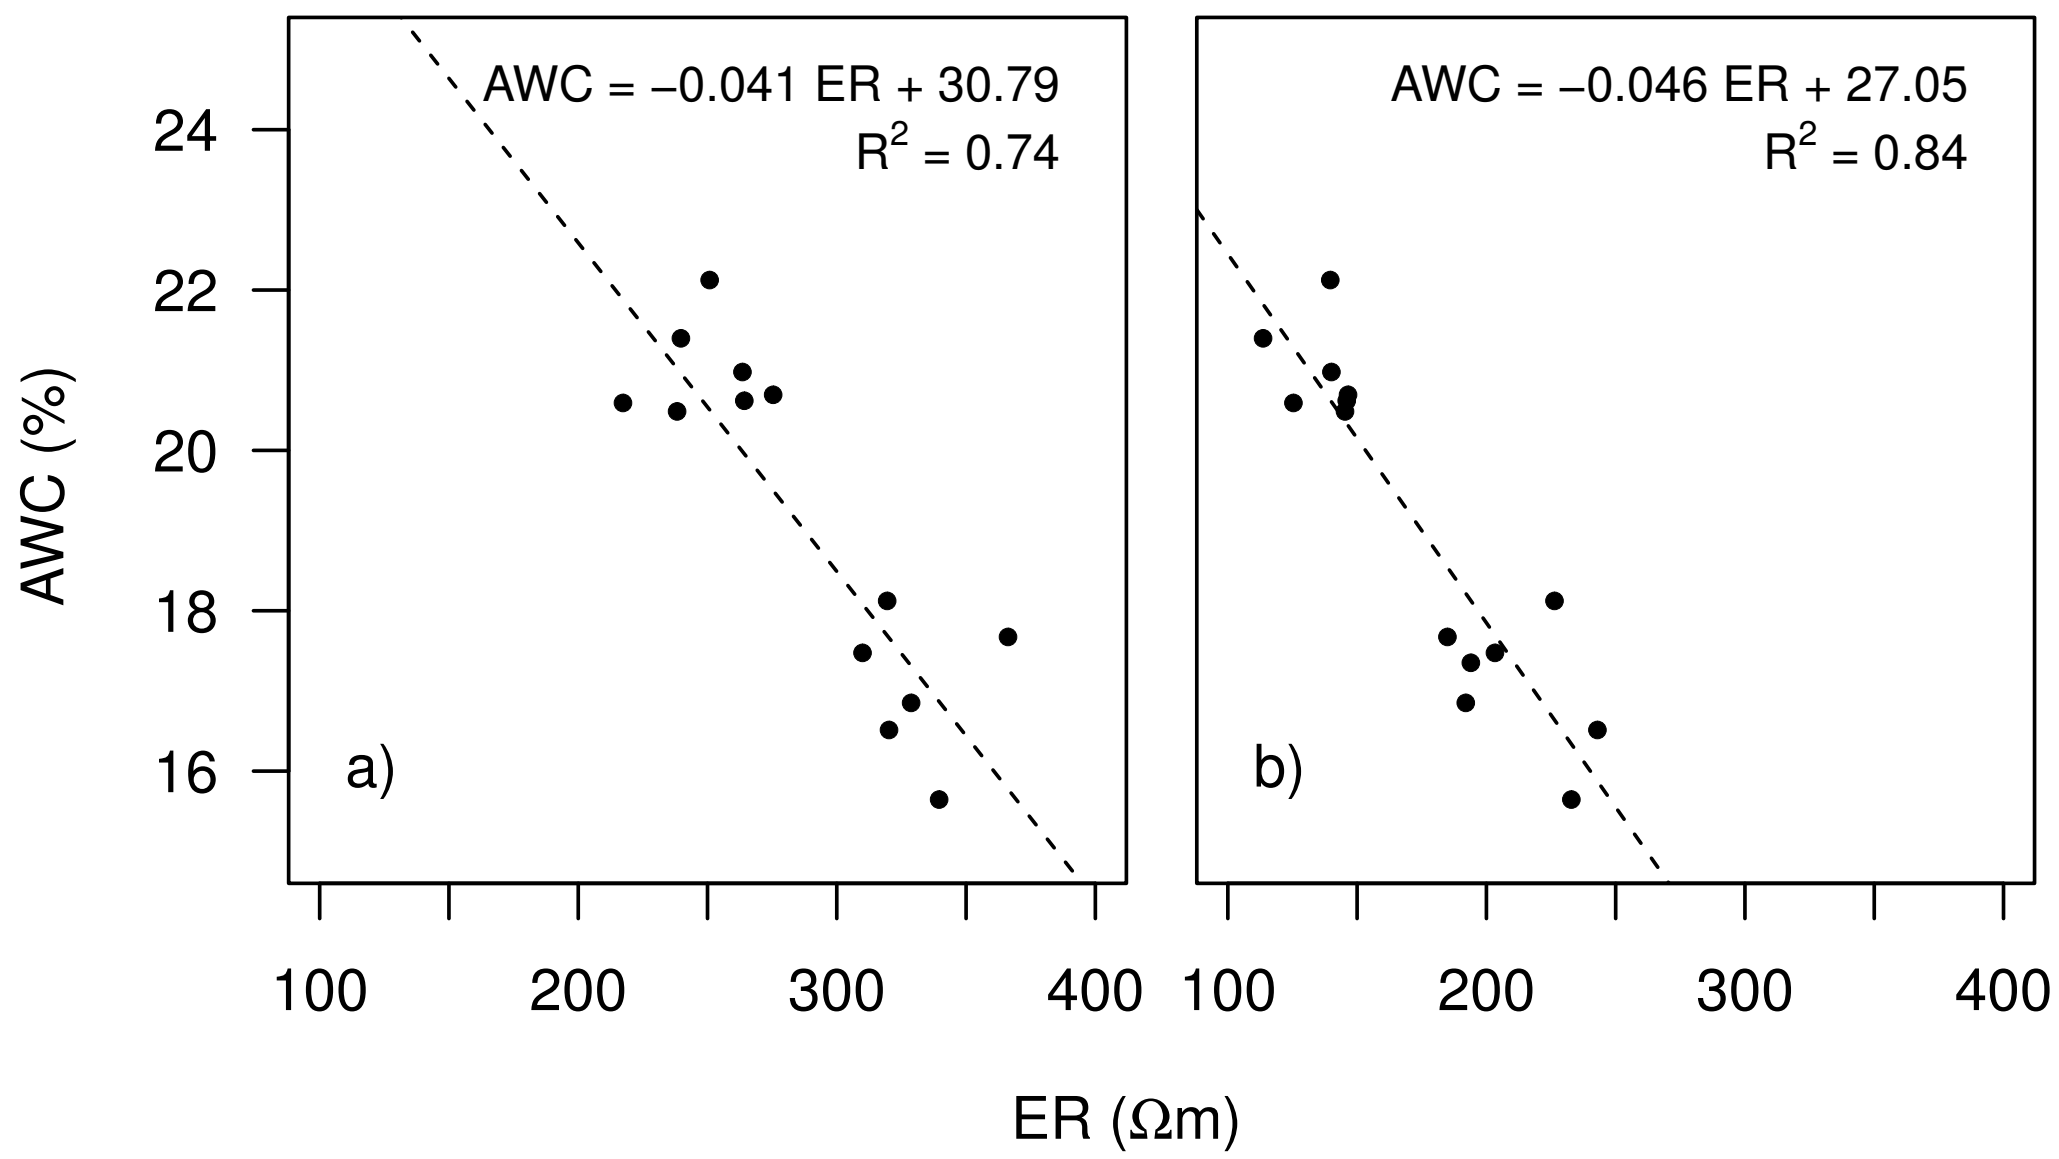 AWC = −0.041 ER + 30.79
R² = 0.74
AWC = −0.046 ER + 27.05
R² = 0.84
24
22
20
18
16
AWC (%)
a)
b)
100 200 300 400
100 200 300 400
ER (Ωm)